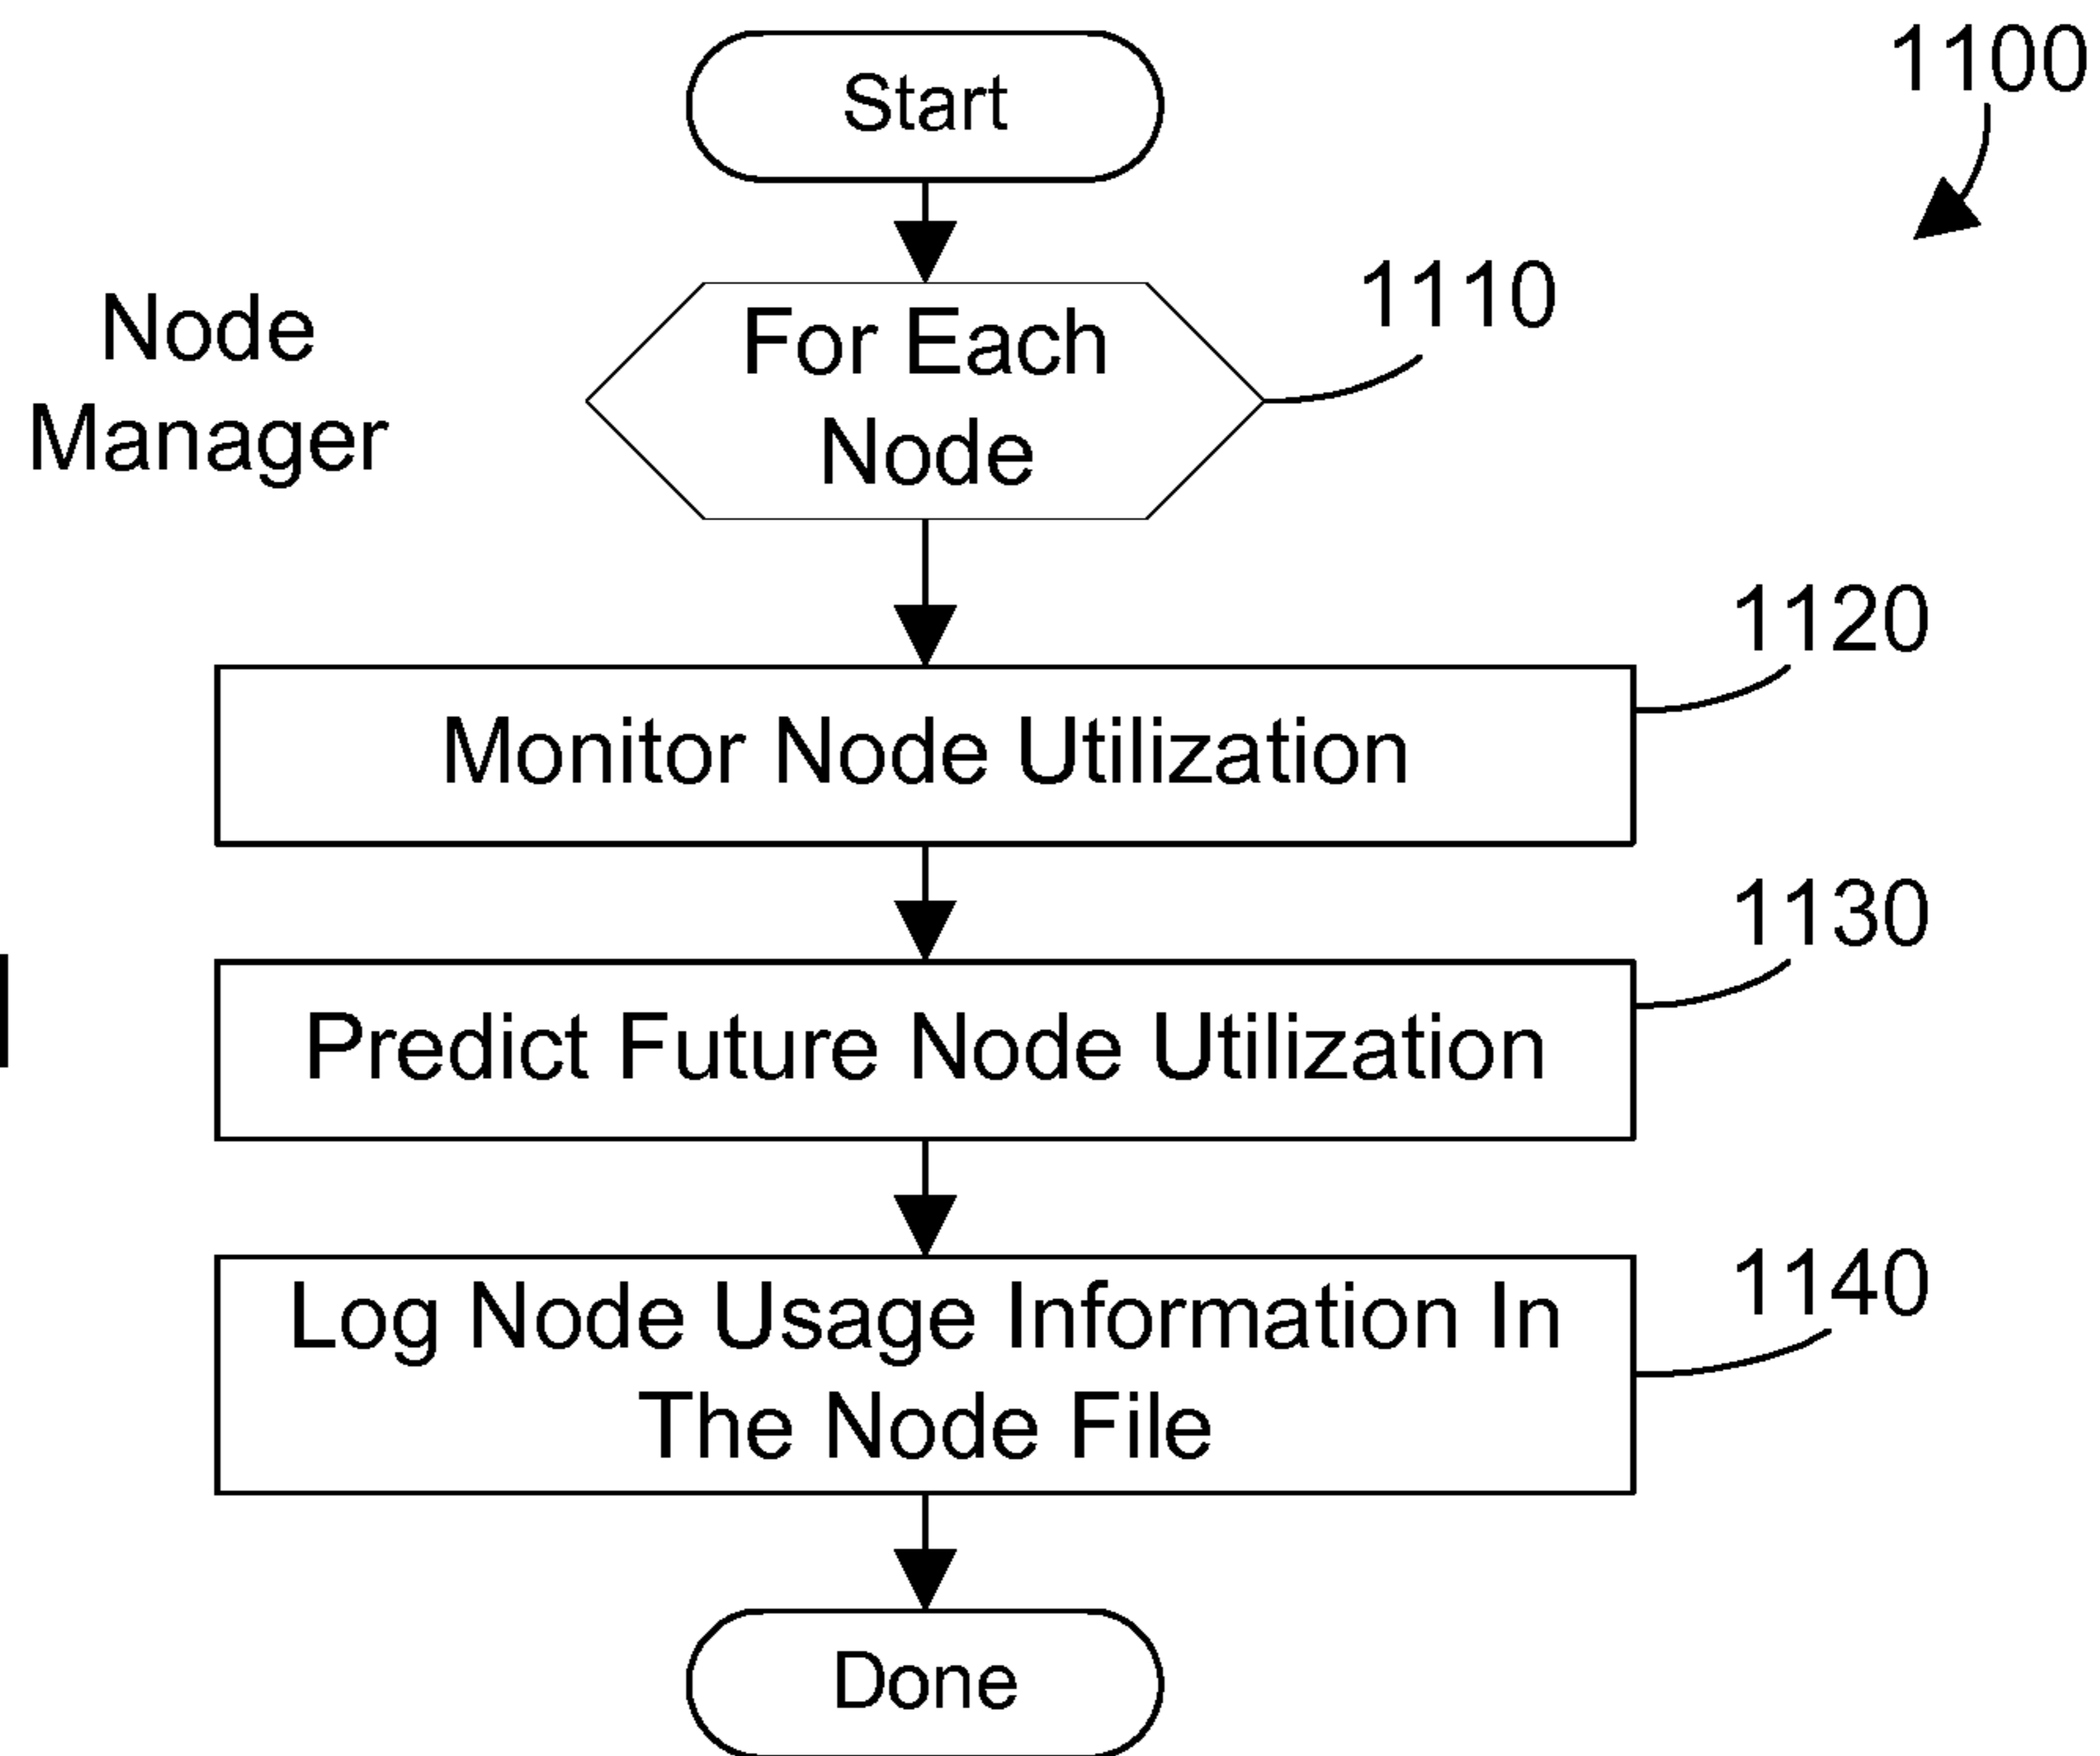 Start
1100
Node
Manager
For Each
Node
1110
1120
Monitor Node Utilization
1130
Predict Future Node Utilization
1140
Log Node Usage Information In
The Node File
Done